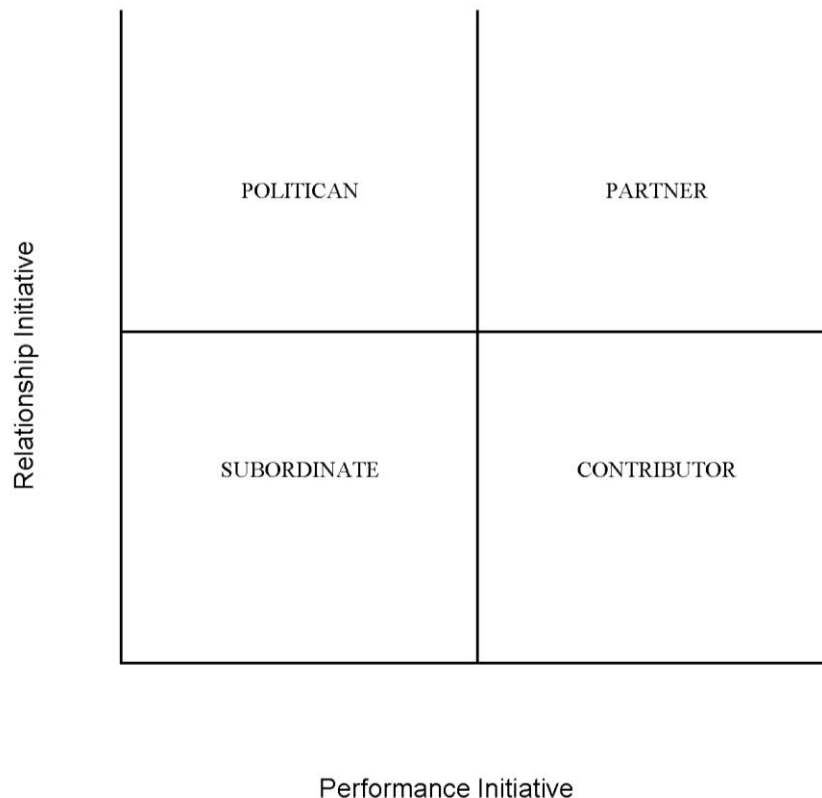 POLITICAN
PARTNER
Relationship Initiative
SUBORDINATE
CONTRIBUTOR
Performance Initiative